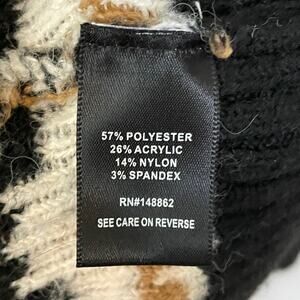 57% POLYESTER
26% ACRYLIC
14% NYLON
3% SPANDEX
RN#148862
SEE CARE ON REVERSE